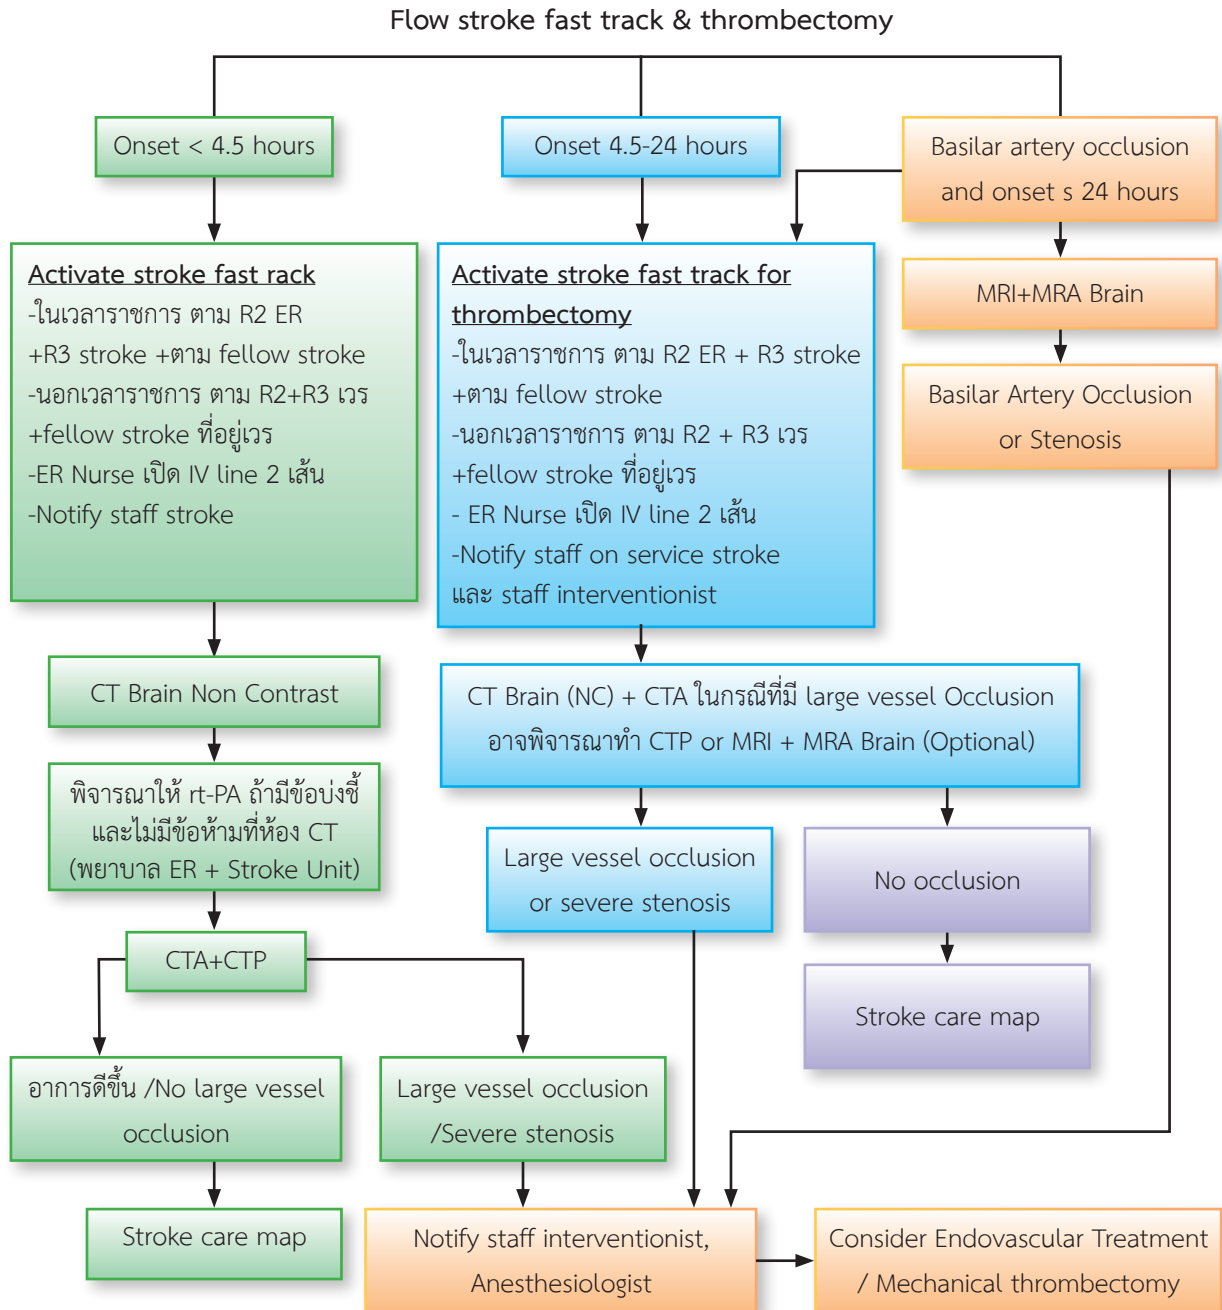 Flow stroke fast track & thrombectomy
Onset < 4.5 hours
Onset 4.5-24 hours
Basilar artery occlusion
and onset s 24 hours
Activate stroke fast rack
-ในเวลาราชการ ตาม R2 ER
+R3 stroke +ตาม fellow stroke
-นอกเวลาราชการ ตาม R2+R3 เวร
+fellow stroke ที่อยู่เวร
-ER Nurse เปิด IV line 2 เส้น
-Notify staff stroke
Activate stroke fast track for
thrombectomy
-ในเวลาราชการ ตาม R2 ER + R3 stroke
+ตาม fellow stroke
-นอกเวลาราชการ ตาม R2 + R3 เวร
+fellow stroke ที่อยู่เวร
- ER Nurse เปิด IV line 2 เส้น
-Notify staff on service stroke
และ staff interventionist
MRI+MRA Brain
Basilar Artery Occlusion
or Stenosis
CT Brain Non Contrast
CT Brain (NC) + CTA ในกรณีที่มี large vessel Occlusion
อาจพิจารณาทำ CTP or MRI + MRA Brain (Optional)
พิจารณาให้ rt-PA ถ้ามีข้อบ่งชี้
และไม่มีข้อห้ามที่ห้อง CT
(พยาบาล ER + Stroke Unit)
Large vessel occlusion
or severe stenosis
No occlusion
CTA+CTP
Stroke care map
อาการดีขึ้น /No large vessel
occlusion
Large vessel occlusion
/Severe stenosis
Stroke care map
Notify staff interventionist,
Anesthesiologist
Consider Endovascular Treatment
/ Mechanical thrombectomy